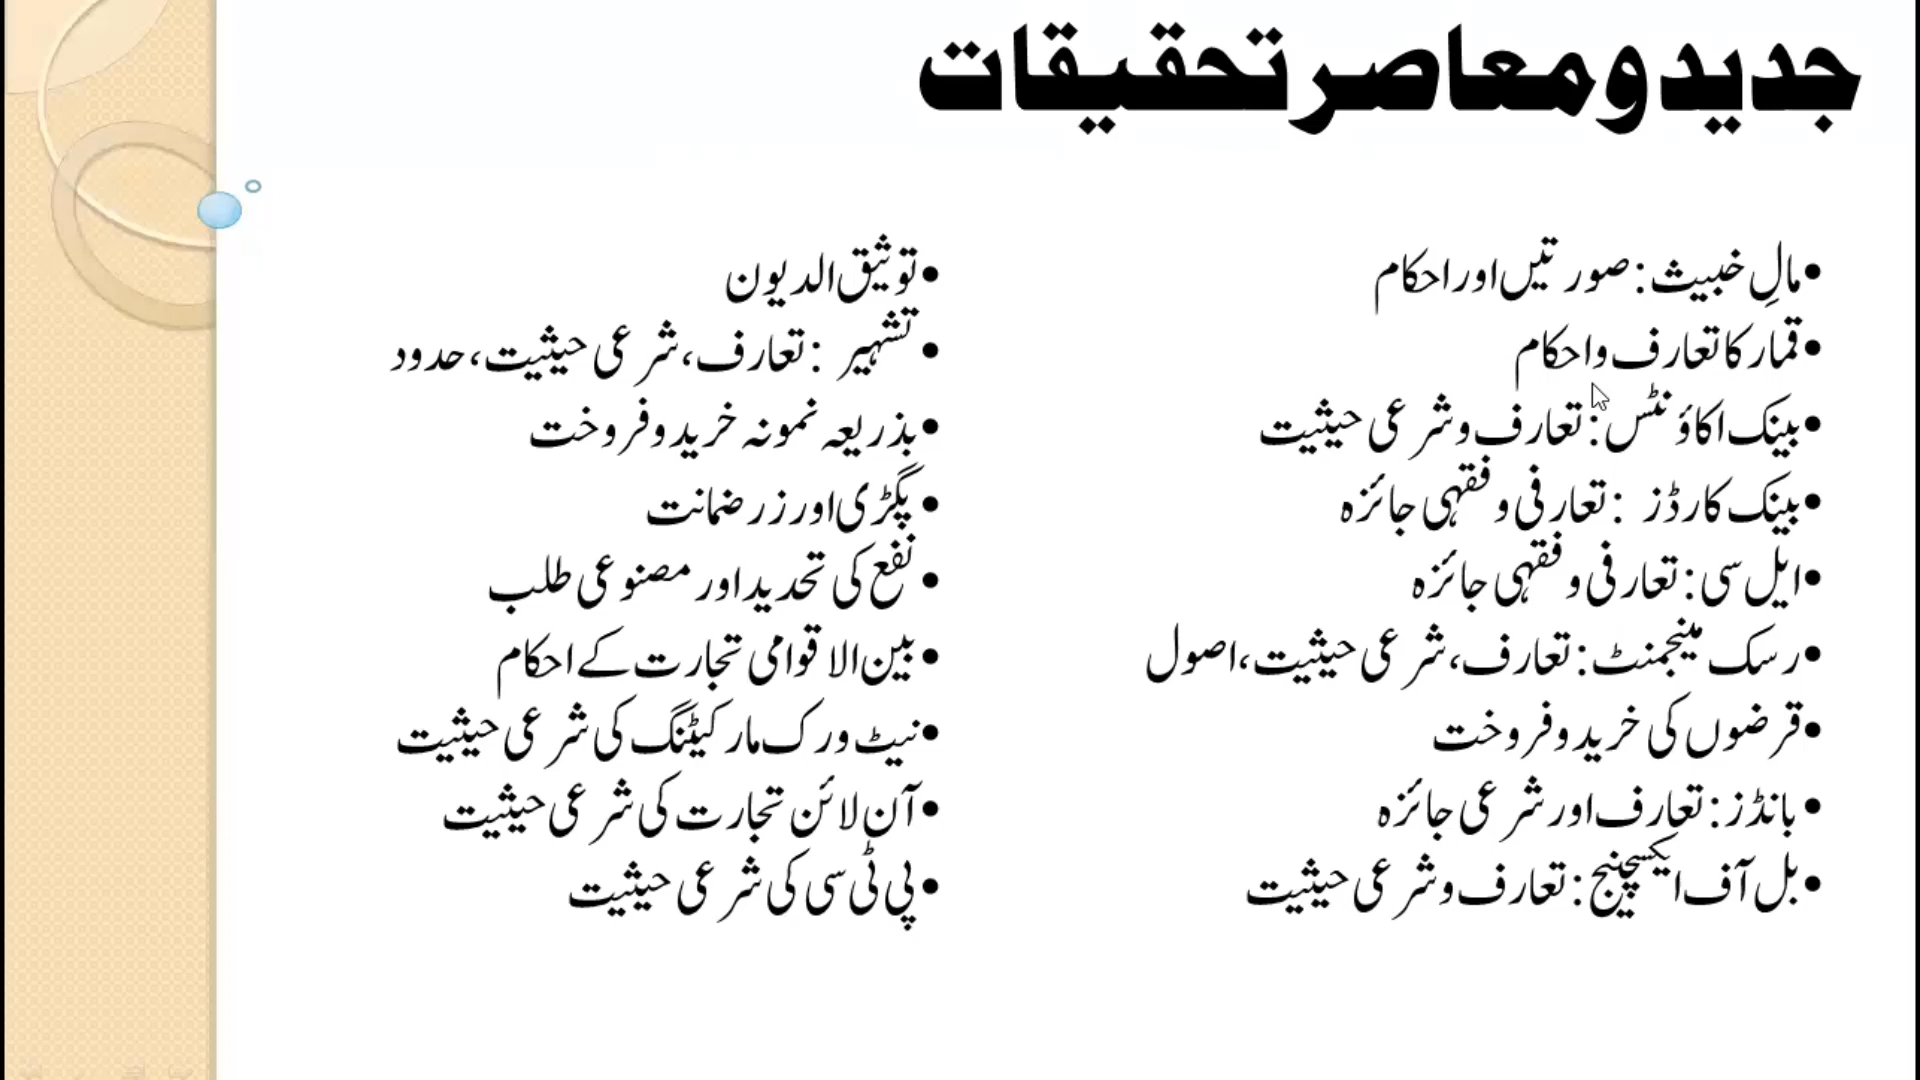 جدید و معاصر تحقیقات
•مالِ خبیث: صورتیں اور احکام
•قمار کا تعارف و احکام
•بینک اکاؤنٹس: تعارف و شرعی حیثیت
•بینک کارڈز : تعارفی و فقہی جائزہ
•ایل سی: تعارفی و فقہی جائزہ
•رسک مینجمنٹ: تعارف، شرعی حیثیت، اصول
•قرضوں کی خرید و فروخت
•بانڈز: تعارف اور شرعی جائزہ
•بل آف ایکسچینج: تعارف و شرعی حیثیت
•توثیق الدیون
•تشہیر : تعارف، شرعی حیثیت، حدود
•بذریعہ نمونہ خرید و فروخت
•پگڑی اور زر ضمانت
•نفع کی تحدید اور مصنوعی طلب
•بین الاقوامی تجارت کے احکام
•نیٹ ورک مارکیٹنگ کی شرعی حیثیت
•آن لائن تجارت کی شرعی حیثیت
•پی ٹی سی کی شرعی حیثیت